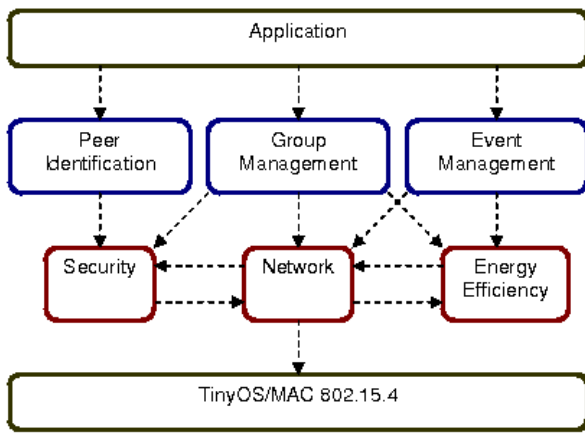 Application
Peer
Identification
Group
Management
Event
Management
Security
Network
Energy
Efficiency
TinyOS/MAC 802.15.4